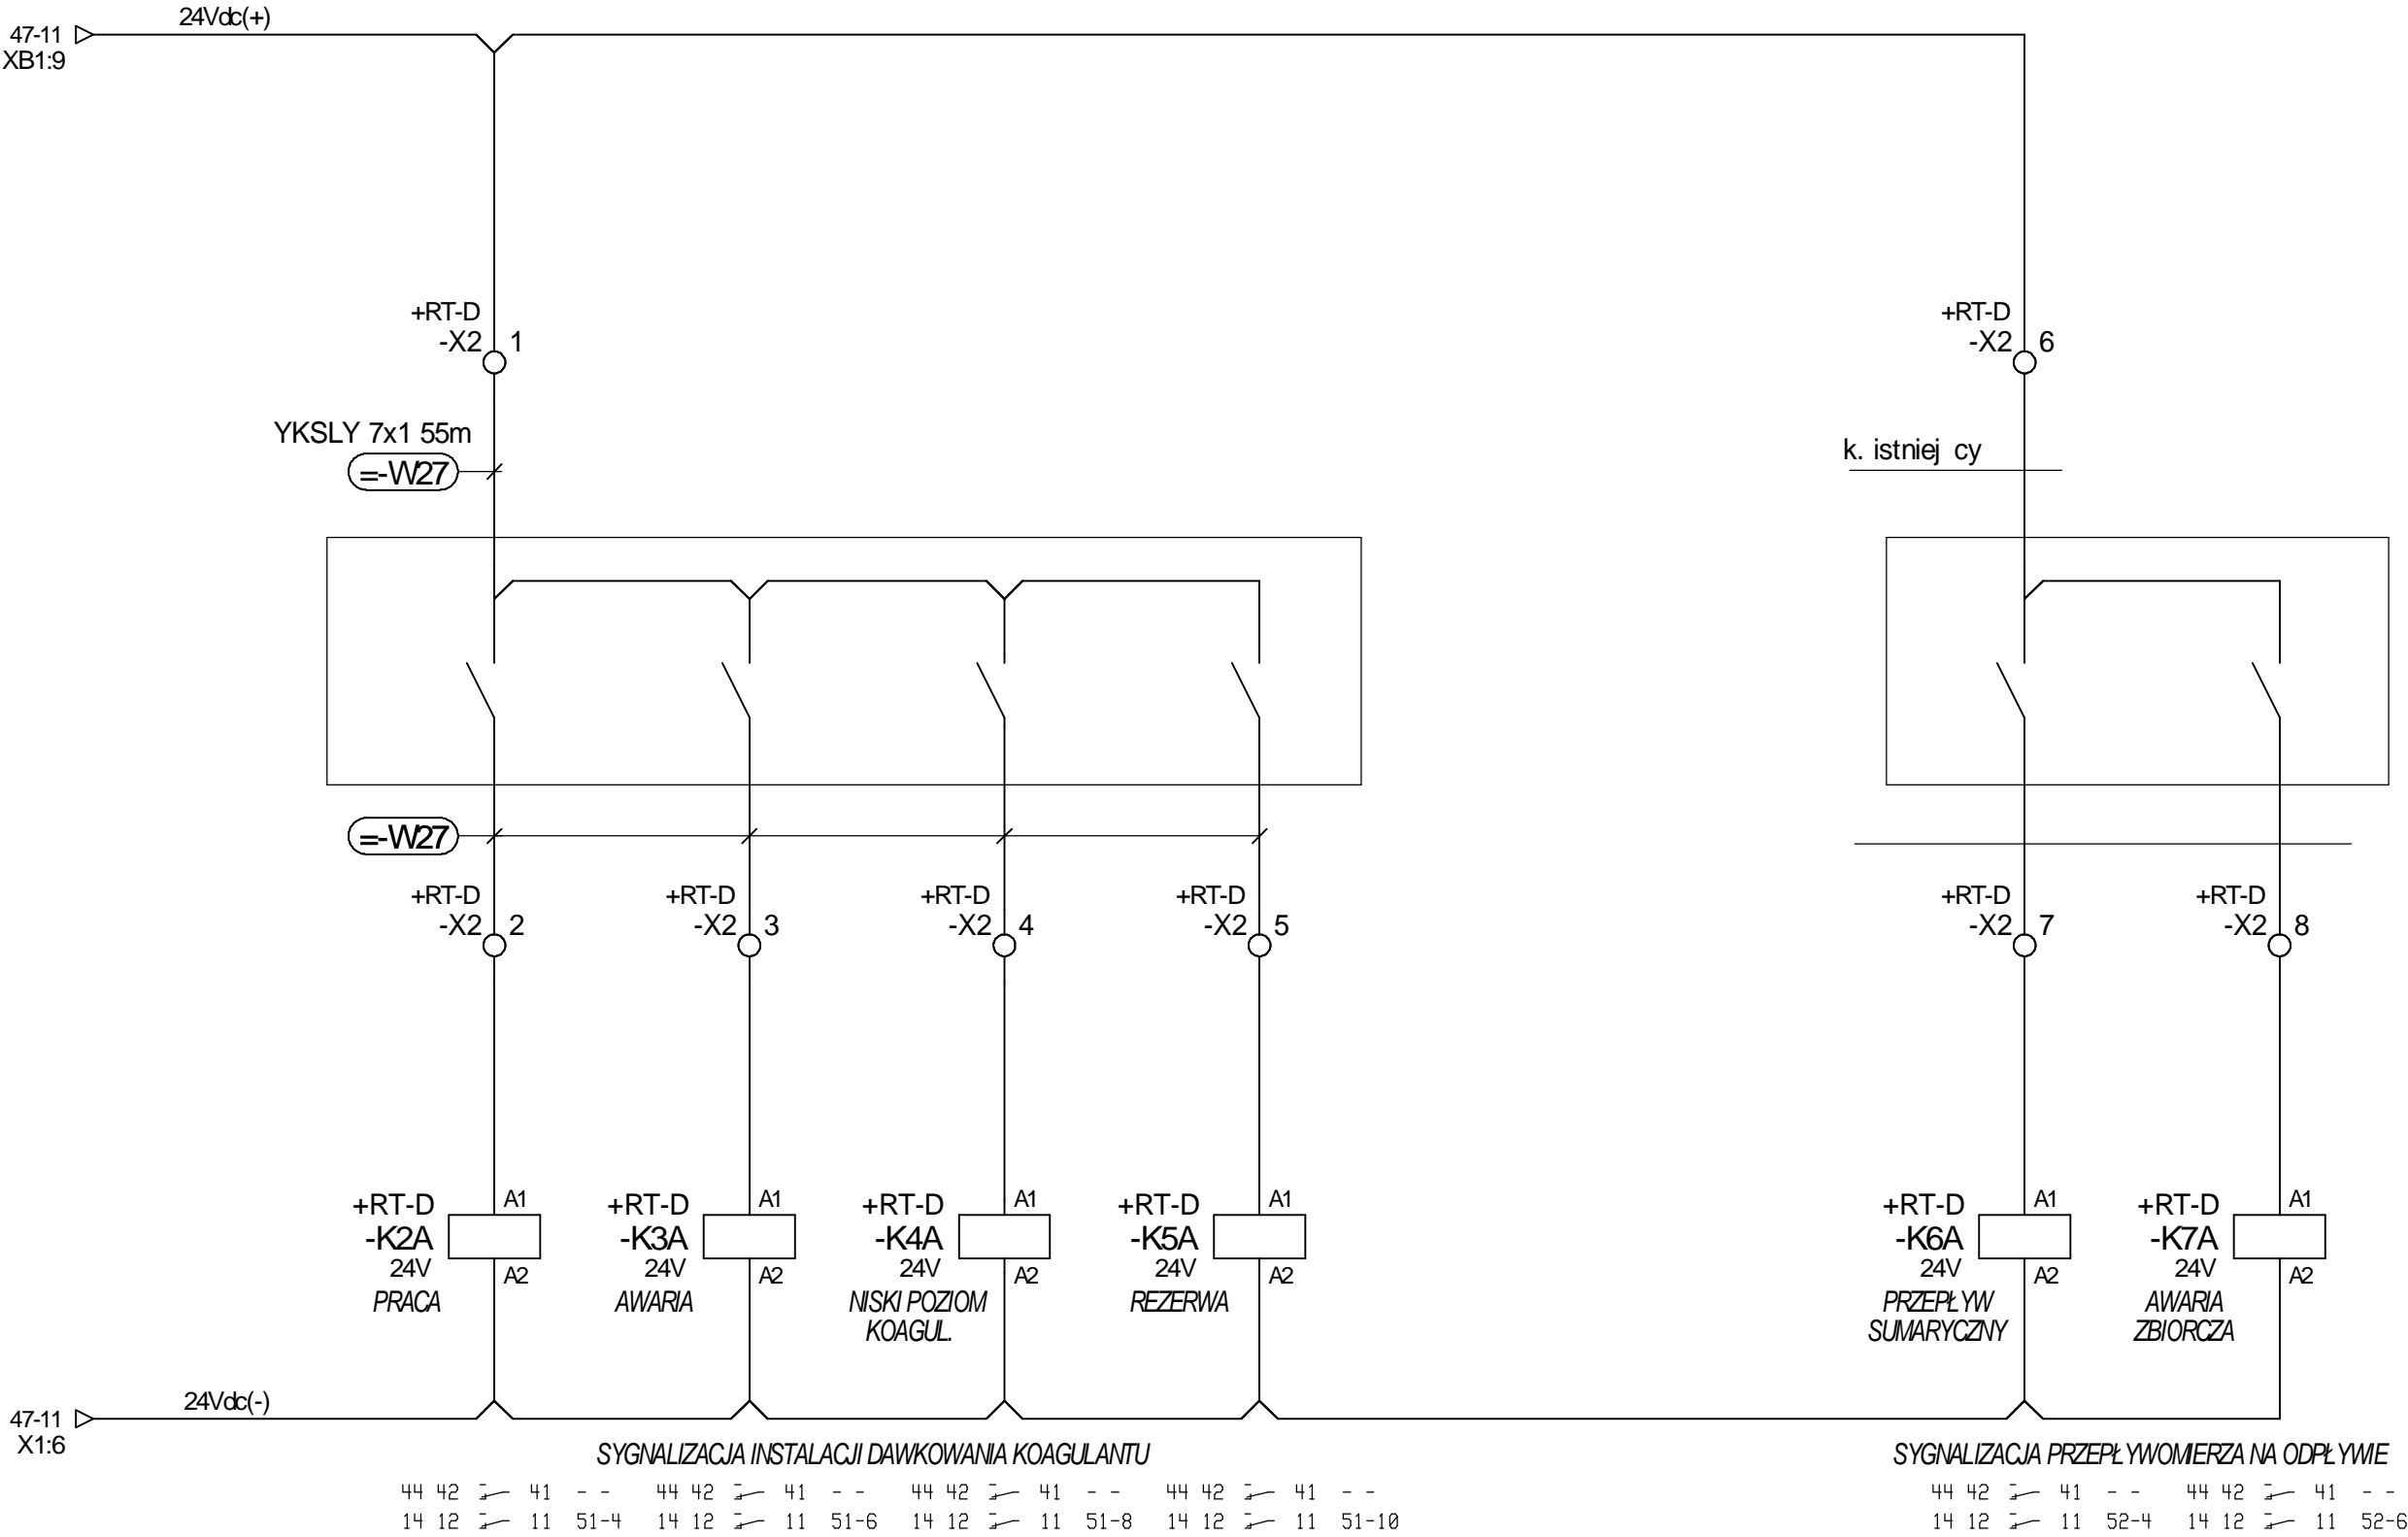 24Vdc(+)
47-11
XB1:9
+RT-D
-X2 1
+RT-D
-X2 6
YKSLY 7x1 55m
=-W27
k. istniej cy
=-W27
+RT-D
-X2 2
+RT-D
-X2 3
+RT-D
-X2 4
+RT-D
-X2 5
+RT-D
-X2 7
+RT-D
-X2 8
+RT-D A1
-K2A
24V A2
PRACA
+RT-D A1
-K3A
24V A2
AWARIA
+RT-D A1
-K4A
24V A2
NISKI POZIOM
KOAGUL.
+RT-D A1
-K5A
24V A2
REZERWA
+RT-D A1
-K6A
24V A2
PRZEPŁYW
SUMARYCZNY
+RT-D A1
-K7A
24V A2
AWARIA
ZBIORCZA
24Vdc(-)
47-11
X1:6
SYGNALIZACJA INSTALACJI DAWKOWANIA KOAGULANTU
SYGNALIZACJA PRZEPŁYWOMIERZA NA ODPŁYWIE
44 42 41 - - 44 42 41 - - 44 42 41 - - 44 42 41 - - 44 42 41 - - 44 42 41 - -
14 12 11 51-4 14 12 11 51-6 14 12 11 51-8 14 12 11 51-10 14 12 11 52-4 14 12 11 52-6